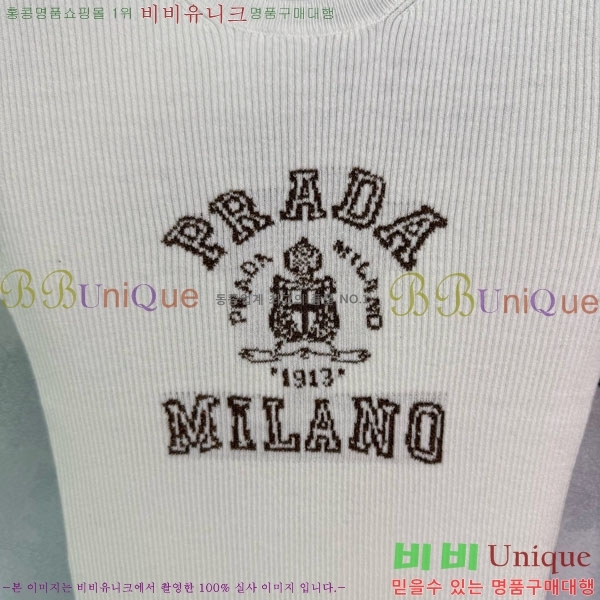 홍콩명품쇼핑몰 1위 비비유니크명품구매대행
PRADA
PRADA MILANO
BBUniQue
BBUniQue
NO.1
"1913"
MILANO
비비 Unique
-본 이미지는 비비유니크에서 촬영한 100% 실사 이미지 입니다.-
믿을수 있는 명품구매대행